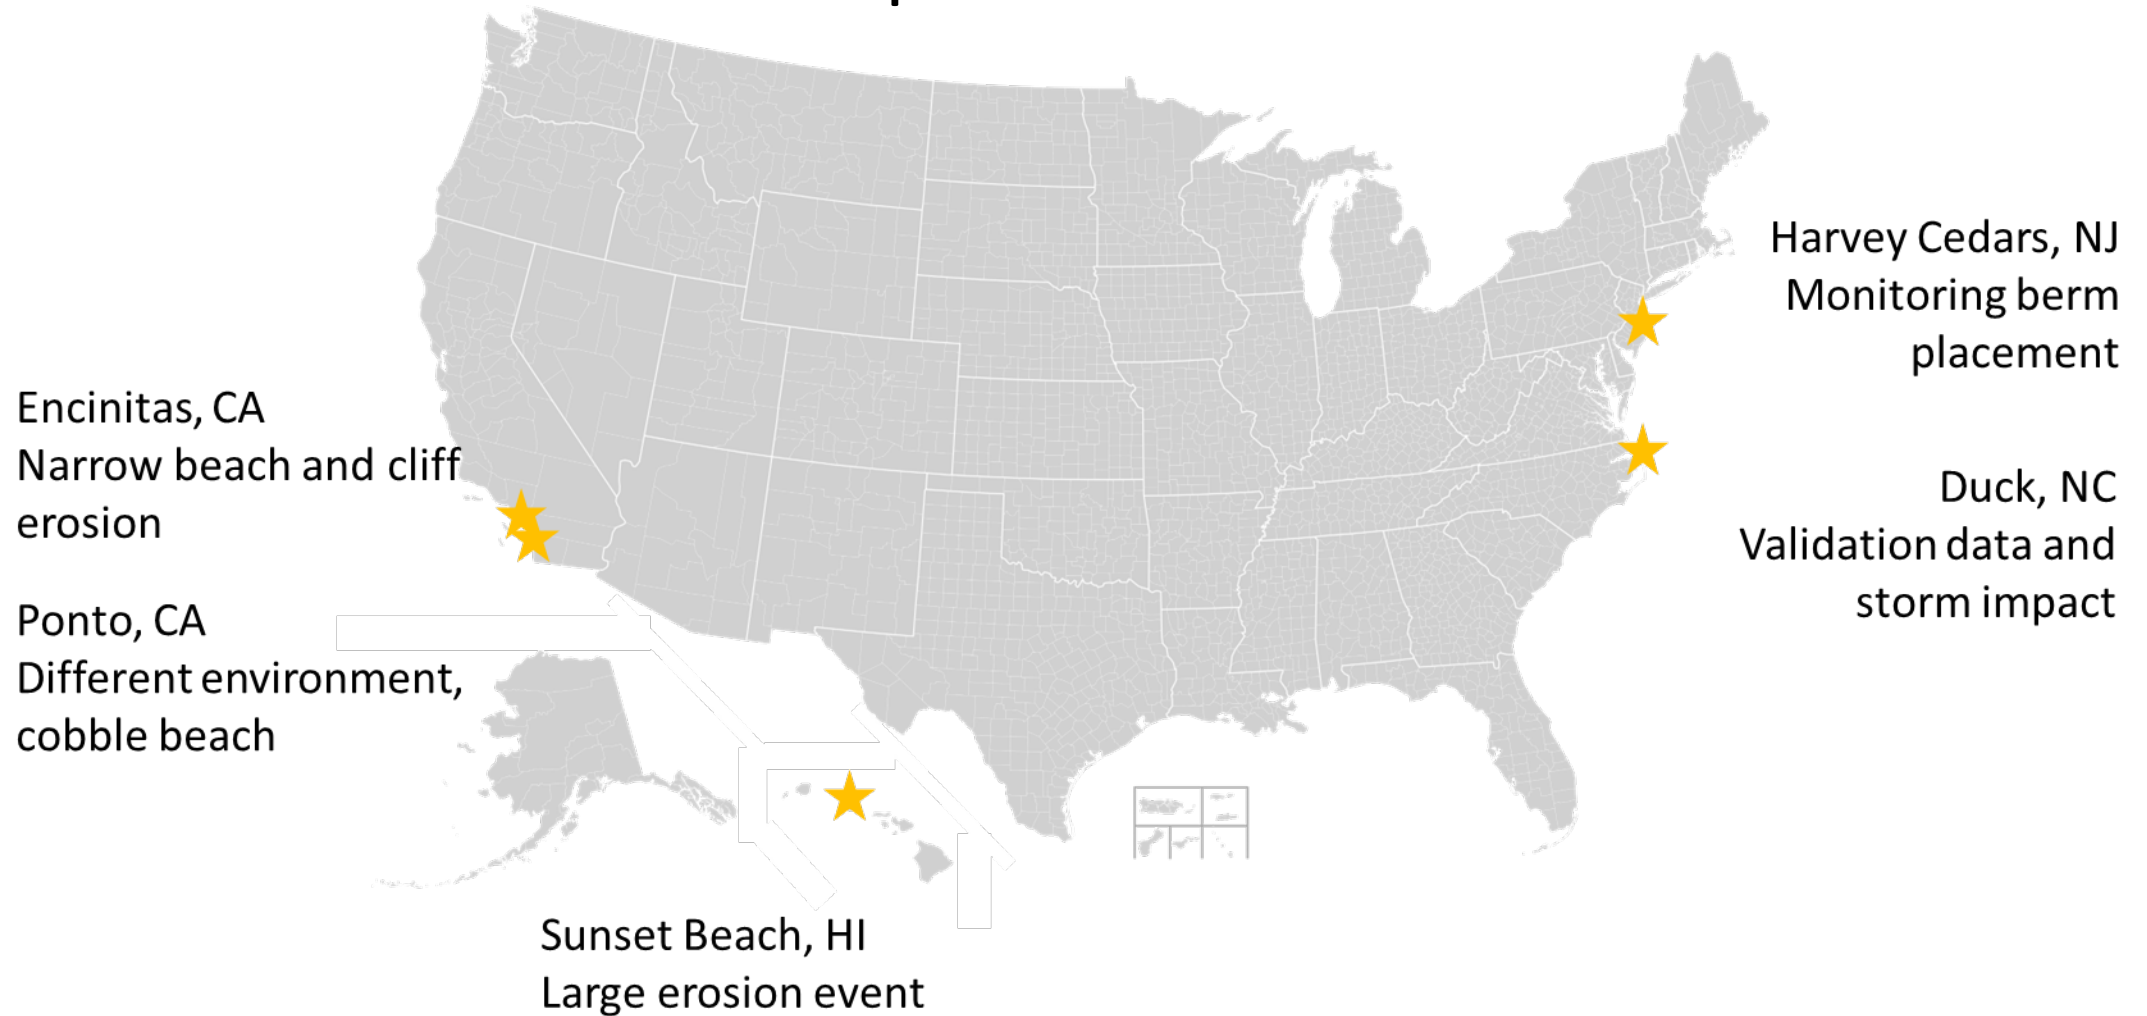 Encinitas, CA
Narrow beach and cliff
erosion
Ponto, CA
Different environment,
cobble beach
Sunset Beach, HI
Large erosion event
Harvey Cedars, NJ
Monitoring berm
placement
Duck, NC
Validation data and
storm impact